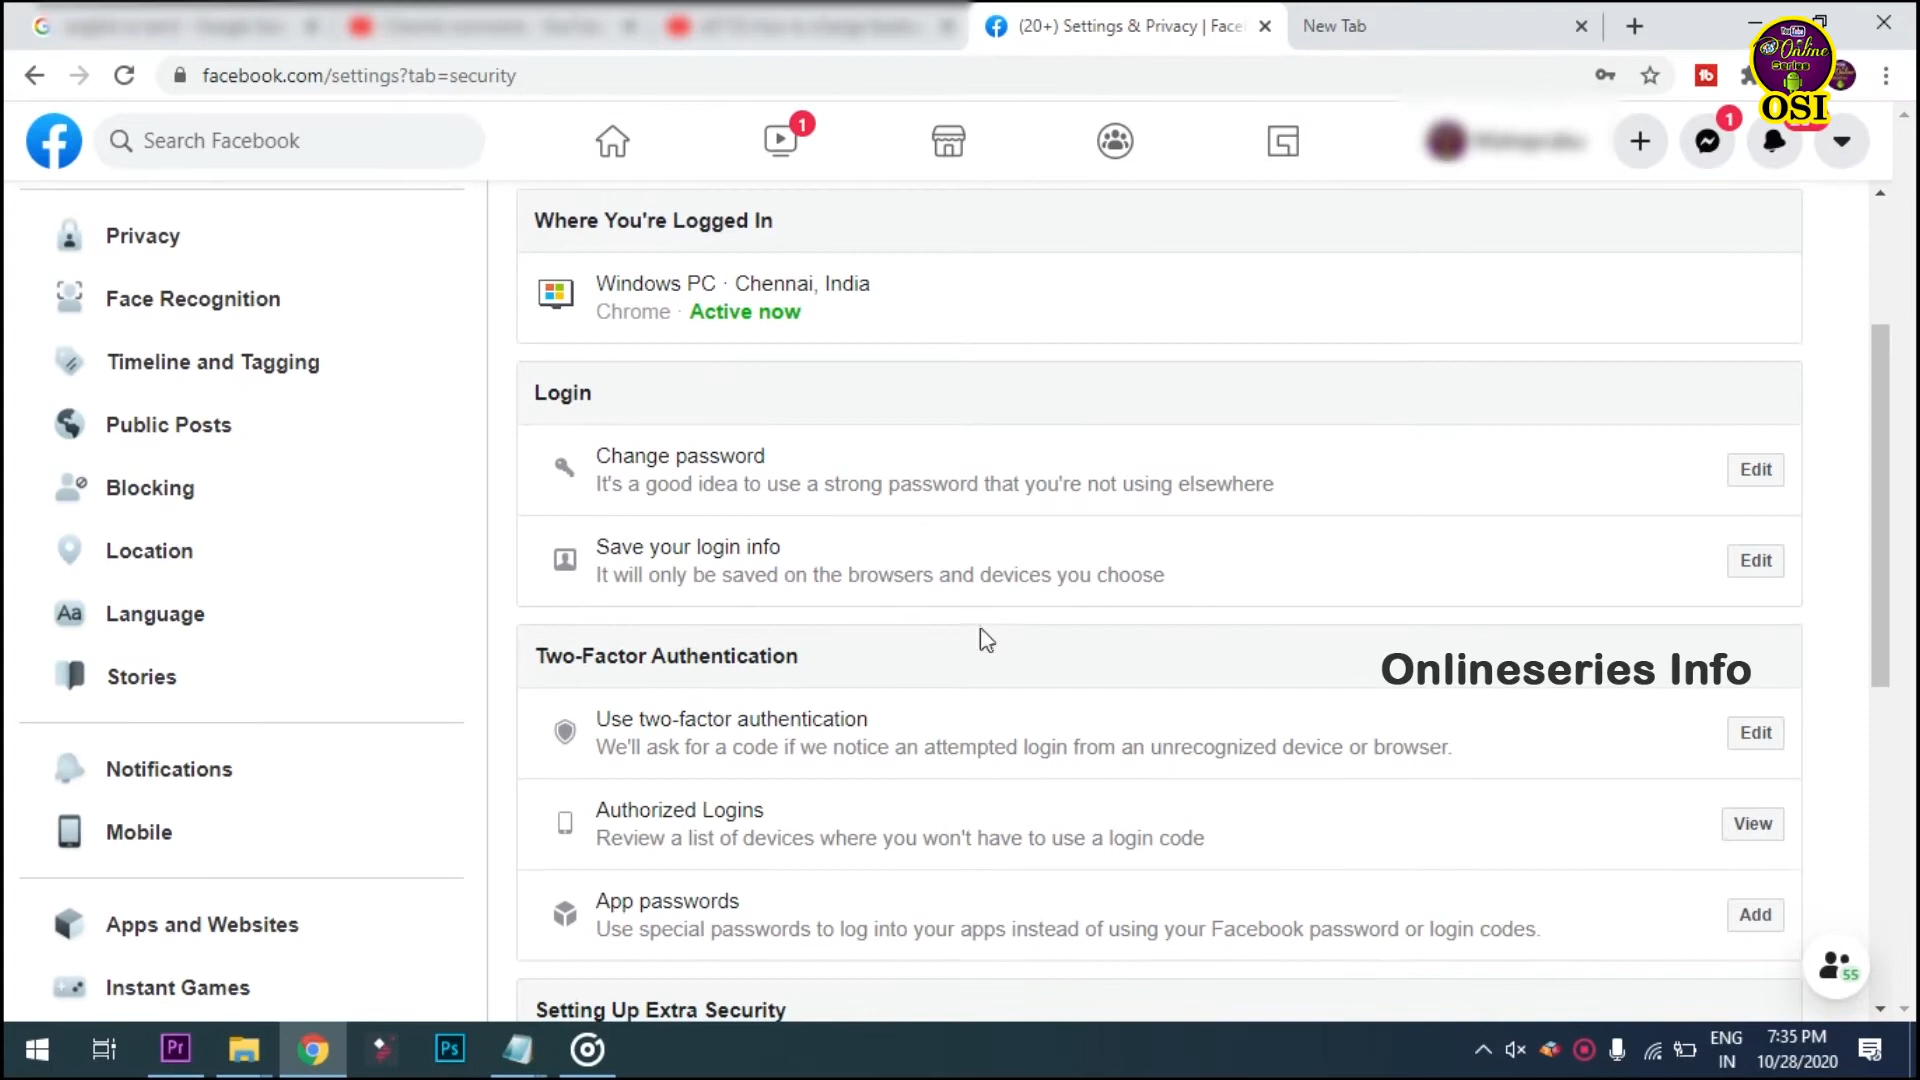 (20+) Settings & Privacy | Face
New Tab
facebook.com/settings?tab=security
YouTube
Online
Series
OSI
Search Facebook
1
1
Privacy
Face Recognition
Timeline and Tagging
Public Posts
Blocking
Location
Aa
Language
Stories
Notifications
Mobile
Apps and Websites
Instant Games
Where You're Logged In
Windows PC · Chennai, India
Chrome · Active now
Login
Change password
It's a good idea to use a strong password that you're not using elsewhere
Edit
Save your login info
It will only be saved on the browsers and devices you choose
Edit
Two-Factor Authentication
Onlineseries Info
Use two-factor authentication
We'll ask for a code if we notice an attempted login from an unrecognized device or browser.
Edit
Authorized Logins
Review a list of devices where you won't have to use a login code
View
App passwords
Use special passwords to log into your apps instead of using your Facebook password or login codes.
Add
55
Setting Up Extra Security
Pr
Ps
ENG
IN
7:35 PM
10/28/2020